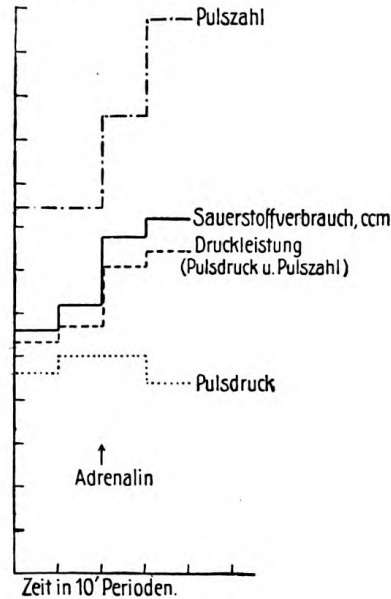 Pulszahl
Sauerstoffverbrauch, ccm
Druckleistung
(Pulsdruck u. Pulszahl)
Pulsdruck
Adrenalin
Zeit in 10' Perioden.